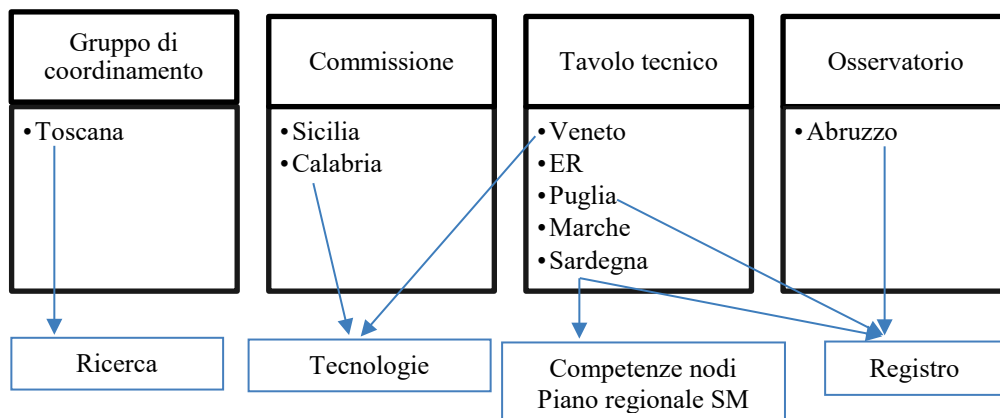 Gruppo di
coordinamento
• Toscana
Commissione
• Sicilia
• Calabria
Tavolo tecnico
• Veneto
• ER
• Puglia
• Marche
• Sardegna
Osservatorio
• Abruzzo
Ricerca
Tecnologie
Competenze nodi
Piano regionale SM
Registro